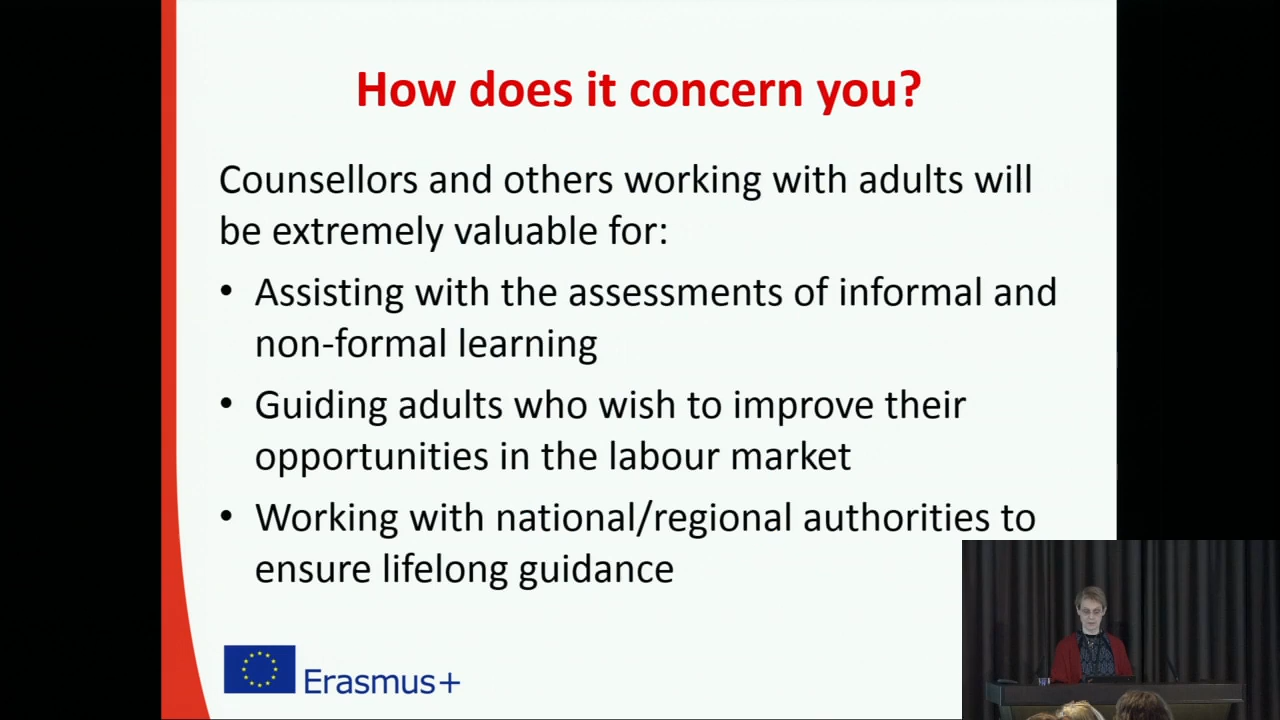 How does it concern you?
Counsellors and others working with adults will
be extremely valuable for:
• Assisting with the assessments of informal and
non-formal learning
• Guiding adults who wish to improve their
opportunities in the labour market
• Working with national/regional authorities to
ensure lifelong guidance
Erasmus+